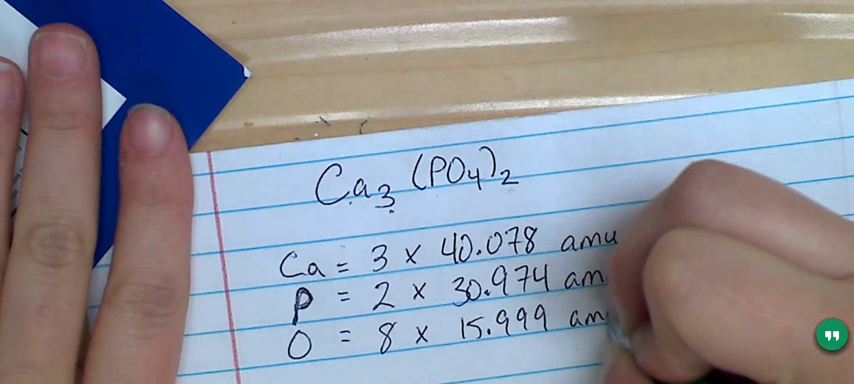 Ca₃(PO₄)₂
Ca = 3 × 40.078 amu
P = 2 × 30.974 am
O = 8 × 15.999 am